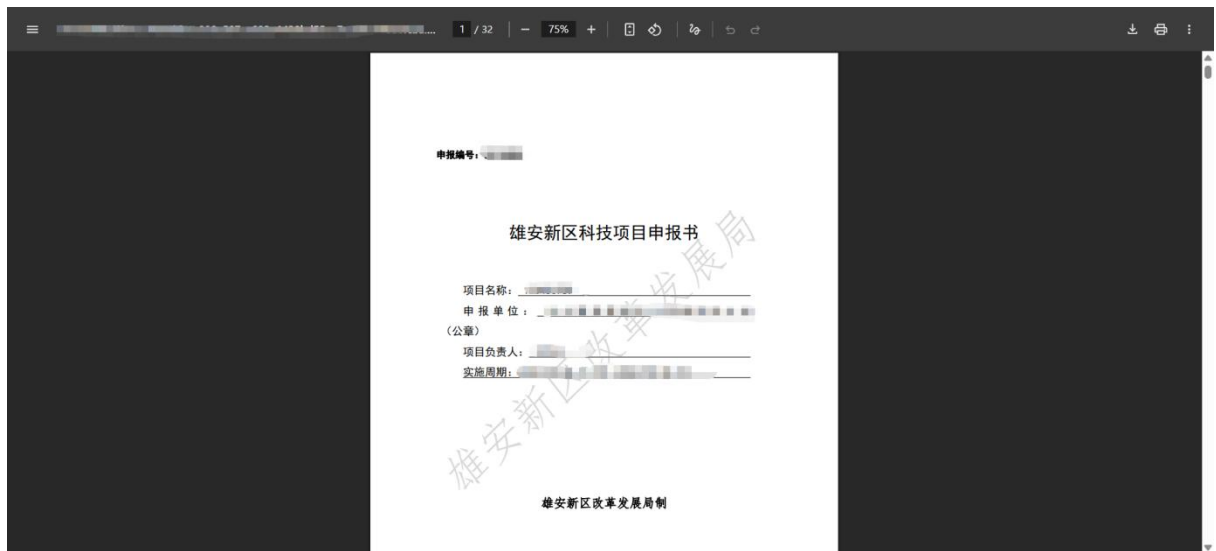 1 / 32
75%
申报编号：
雄安新区科技项目申报书
项目名称：
申报单位：
（公章）
项目负责人：
实施周期：
雄安新区改革发展局
雄安新区改革发展局制